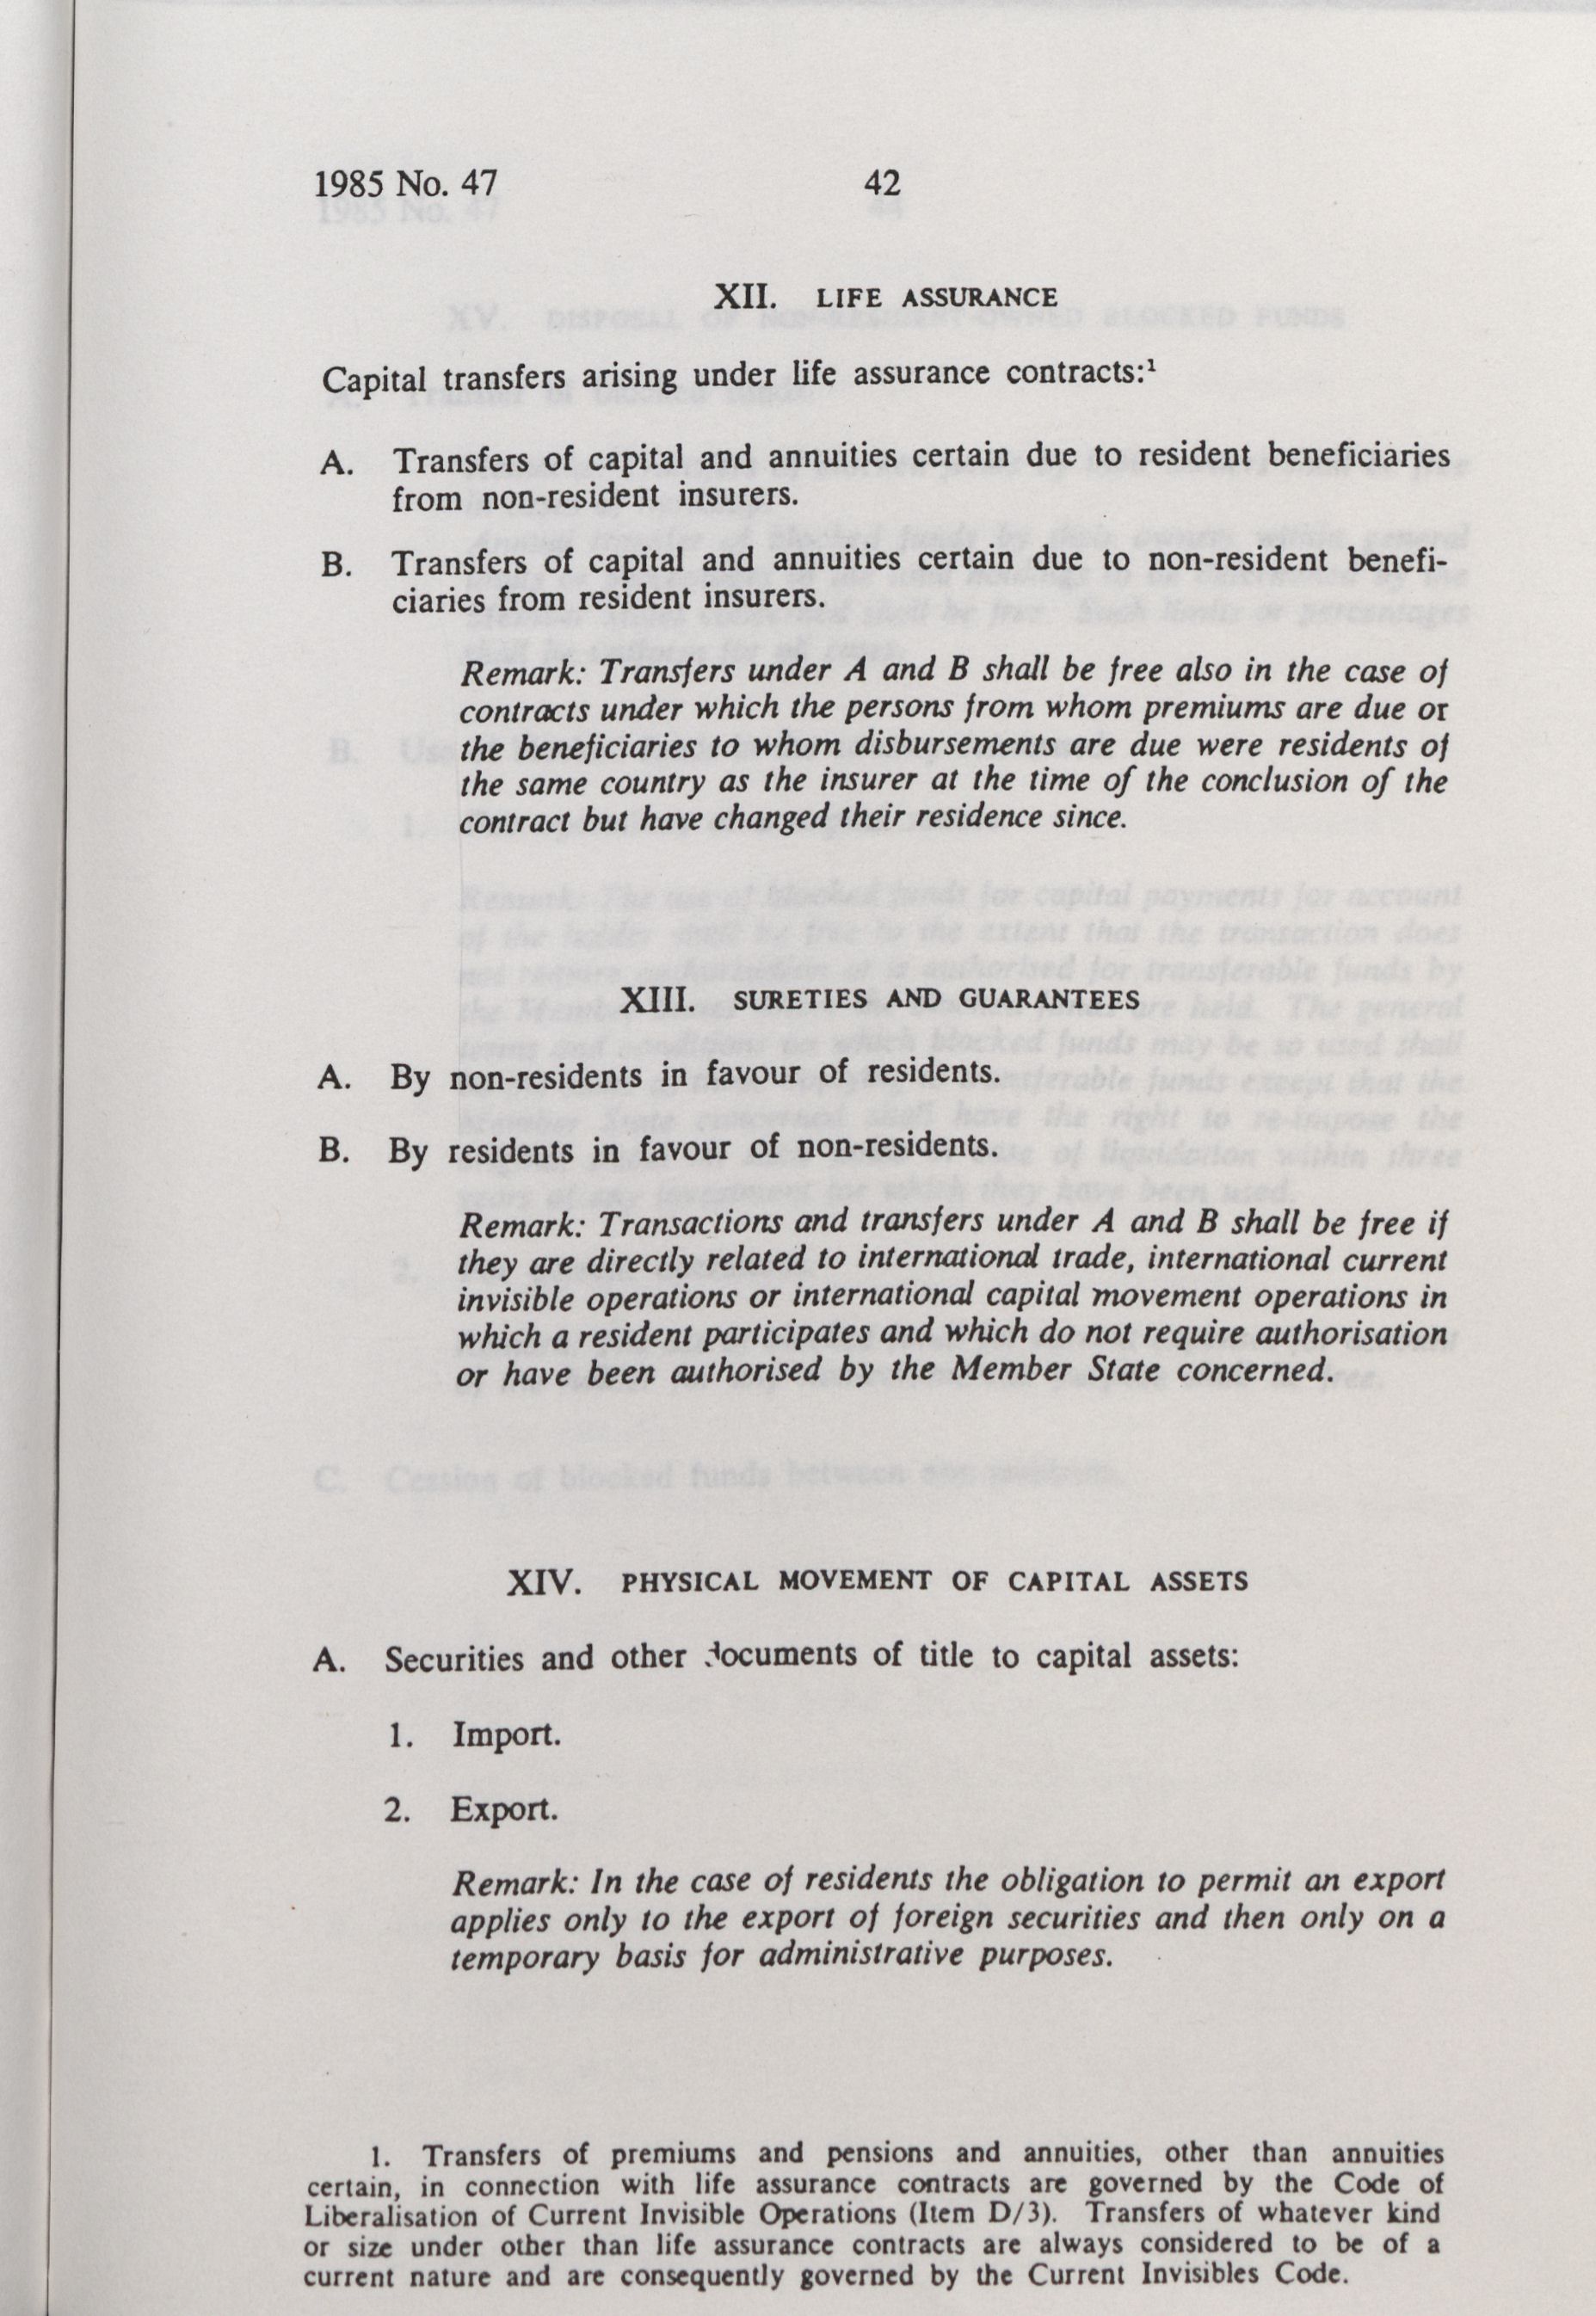 1985 No. 47 42
XII. LIFE ASSURANCE
Capital transfers arising under life assurance contracts:¹
A. Transfers of capital and annuities certain due to resident beneficiaries
from non-resident insurers.
B. Transfers of capital and annuities certain due to non-resident benefi-
ciaries from resident insurers.
Remark: Transfers under A and B shall be free also in the case of
contracts under which the persons from whom premiums are due or
the beneficiaries to whom disbursements are due were residents of
the same country as the insurer at the time of the conclusion of the
contract but have changed their residence since.
XIII. SURETIES AND GUARANTEES
A. By non-residents in favour of residents.
B. By residents in favour of non-residents.
Remark: Transactions and transfers under A and B shall be free if
they are directly related to international trade, international current
invisible operations or international capital movement operations in
which a resident participates and which do not require authorisation
or have been authorised by the Member State concerned.
XIV. PHYSICAL MOVEMENT OF CAPITAL ASSETS
A. Securities and other documents of title to capital assets:
1. Import.
2. Export.
Remark: In the case of residents the obligation to permit an export
applies only to the export of foreign securities and then only on a
temporary basis for administrative purposes.
1. Transfers of premiums and pensions and annuities, other than annuities
certain, in connection with life assurance contracts are governed by the Code of
Liberalisation of Current Invisible Operations (Item D/3). Transfers of whatever kind
or size under other than life assurance contracts are always considered to be of a
current nature and are consequently governed by the Current Invisibles Code.